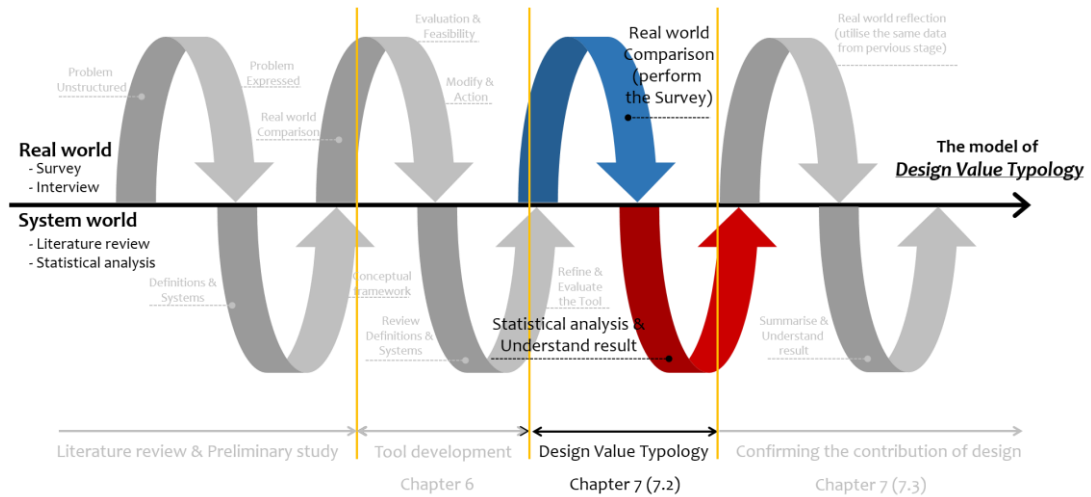 Evaluation &
Feasibility
Real world
Comparison
(perform
the Survey)
Real world reflection
(utilise the same data
from pervious stage)
Problem
Unstructured
Problem
Expressed
Modify &
Action
Real world
Comparison
Real world
- Survey
- Interview
The model of
Design Value Typology
System world
- Literature review
- Statistical analysis
Definitions &
Systems
Conceptual
framework
Review
Definitions &
Systems
Refine &
Evaluate
the Tool
Statistical analysis &
Understand result
Summarise &
Understand
result
Literature review & Preliminary study
Tool development
Design Value Typology
Confirming the contribution of design
Chapter 6
Chapter 7 (7.2)
Chapter 7 (7.3)